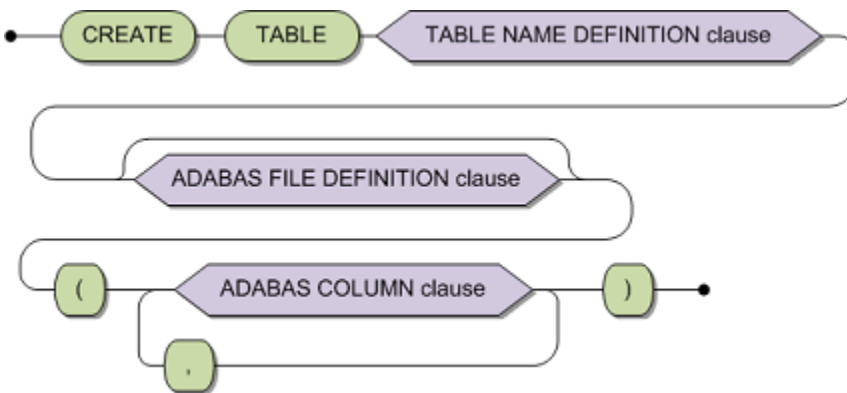 CREATE TABLE TABLE NAME DEFINITION clause
ADABAS FILE DEFINITION clause
( ADABAS COLUMN clause )
,